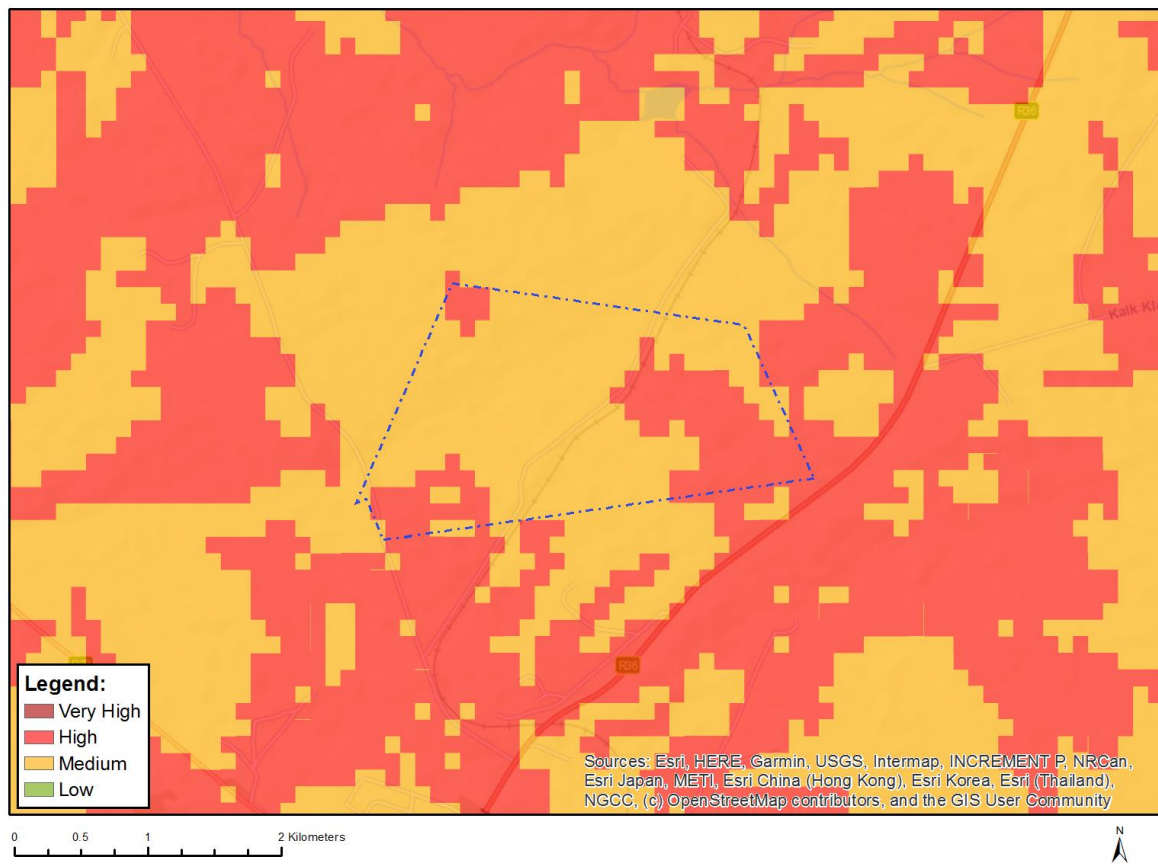 R36
Kalk Kl
R36
Legend:
Very High
High
Medium
Low
Sources: Esri, HERE, Garmin, USGS, Intermap, INCREMENT P, NRCan,
Esri Japan, METI, Esri China (Hong Kong), Esri Korea, Esri (Thailand),
NGCC, (c) OpenStreetMap contributors, and the GIS User Community
0 0.5 1 2 Kilometers
N